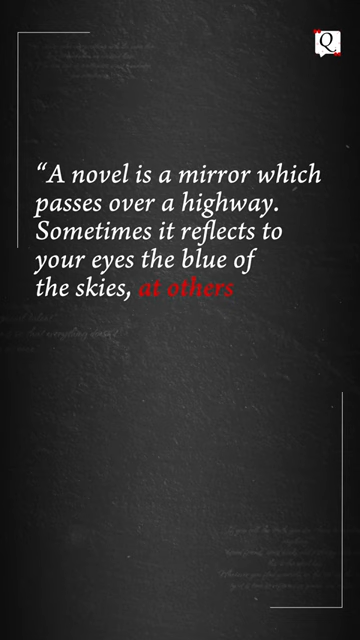 Q
“A novel is a mirror which
passes over a highway.
Sometimes it reflects to
your eyes the blue of
the skies, at others